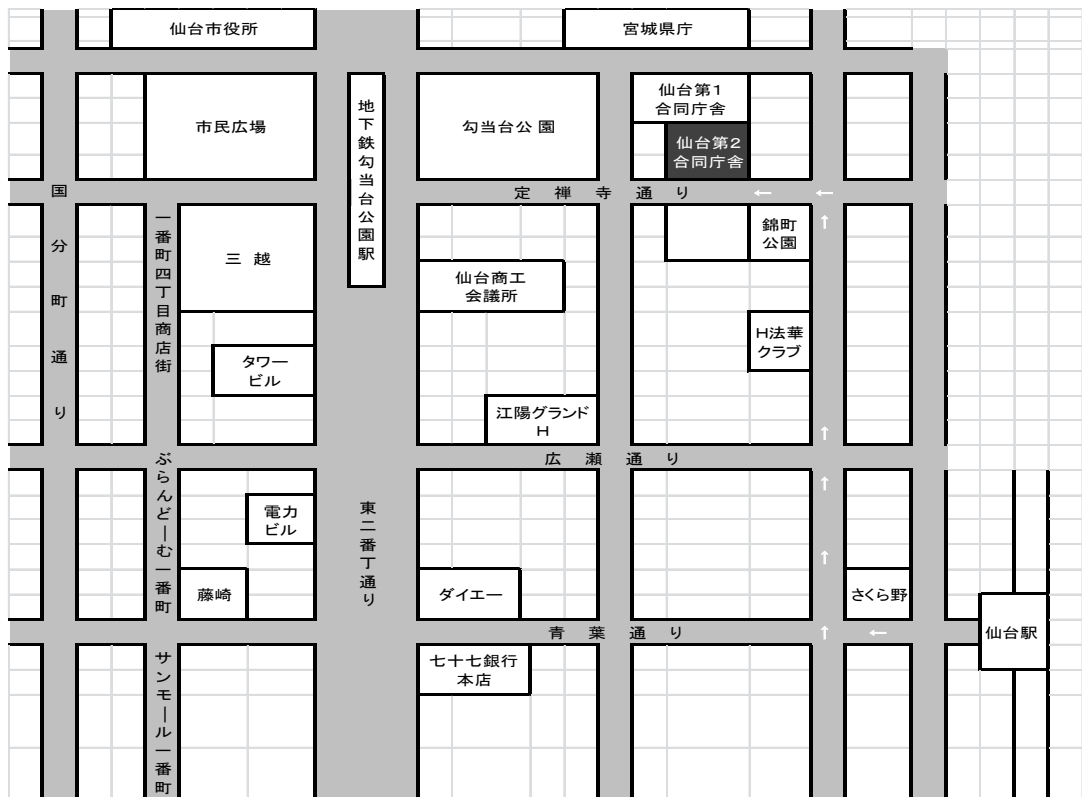 仙台市役所
宮城県庁
市民広場
地下鉄勾当台公園駅
勾当台公園
仙台第1
合同庁舎
仙台第2
合同庁舎
国分町通り
定禅寺通り
← ←
一番町四丁目商店街
三越
錦町
公園
↑
仙台商工
会議所
H法華
クラブ
タワー
ビル
江陽グランド
H
↑
広瀬通り
ぶらんどーむ一番町
電力
ビル
東二番丁通り
↑
↑
藤崎
ダイエー
さくら野
青葉通り
↑ ←
仙台駅
サンモール一番町
七十七銀行
本店